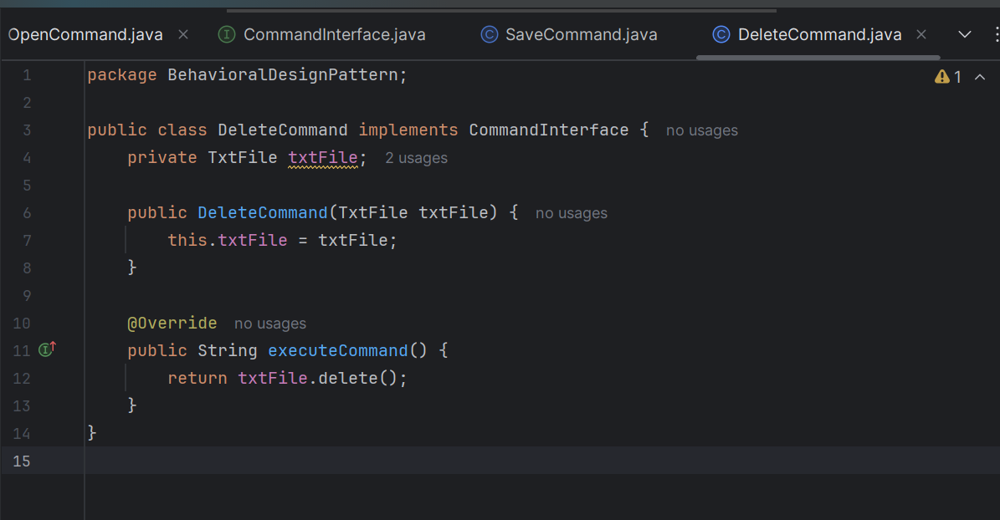 OpenCommand.java
CommandInterface.java
SaveCommand.java
DeleteCommand.java
1 package BehavioralDesignPattern;
1
2
3 public class DeleteCommand implements CommandInterface { no usages
4     private TxtFile txtFile; 2 usages
5
6     public DeleteCommand(TxtFile txtFile) { no usages
7         this.txtFile = txtFile;
8     }
9
10     @Override no usages
11     public String executeCommand() {
12         return txtFile.delete();
13     }
14 }
15